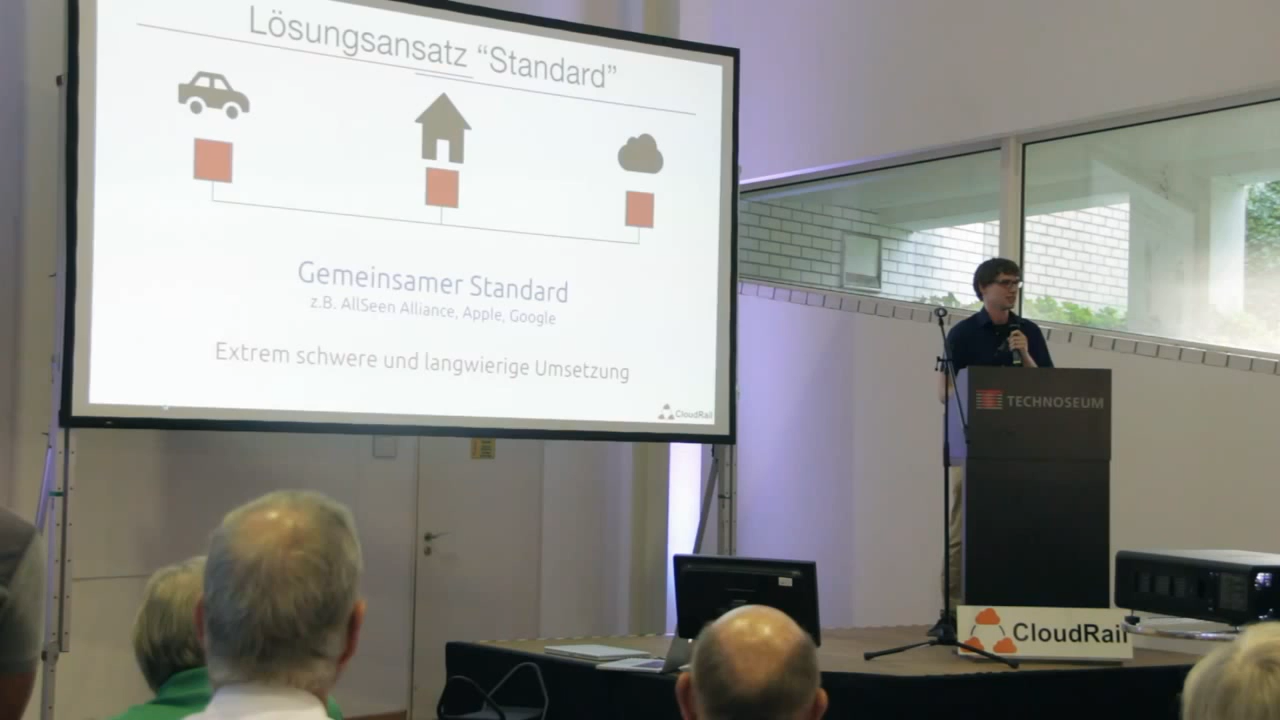 Lösungsansatz “Standard”
Gemeinsamer Standard
z.B. AllSeen Alliance, Apple, Google
Extrem schwere und langwierige Umsetzung
CloudRail
TECHNOSEUM
CloudRail